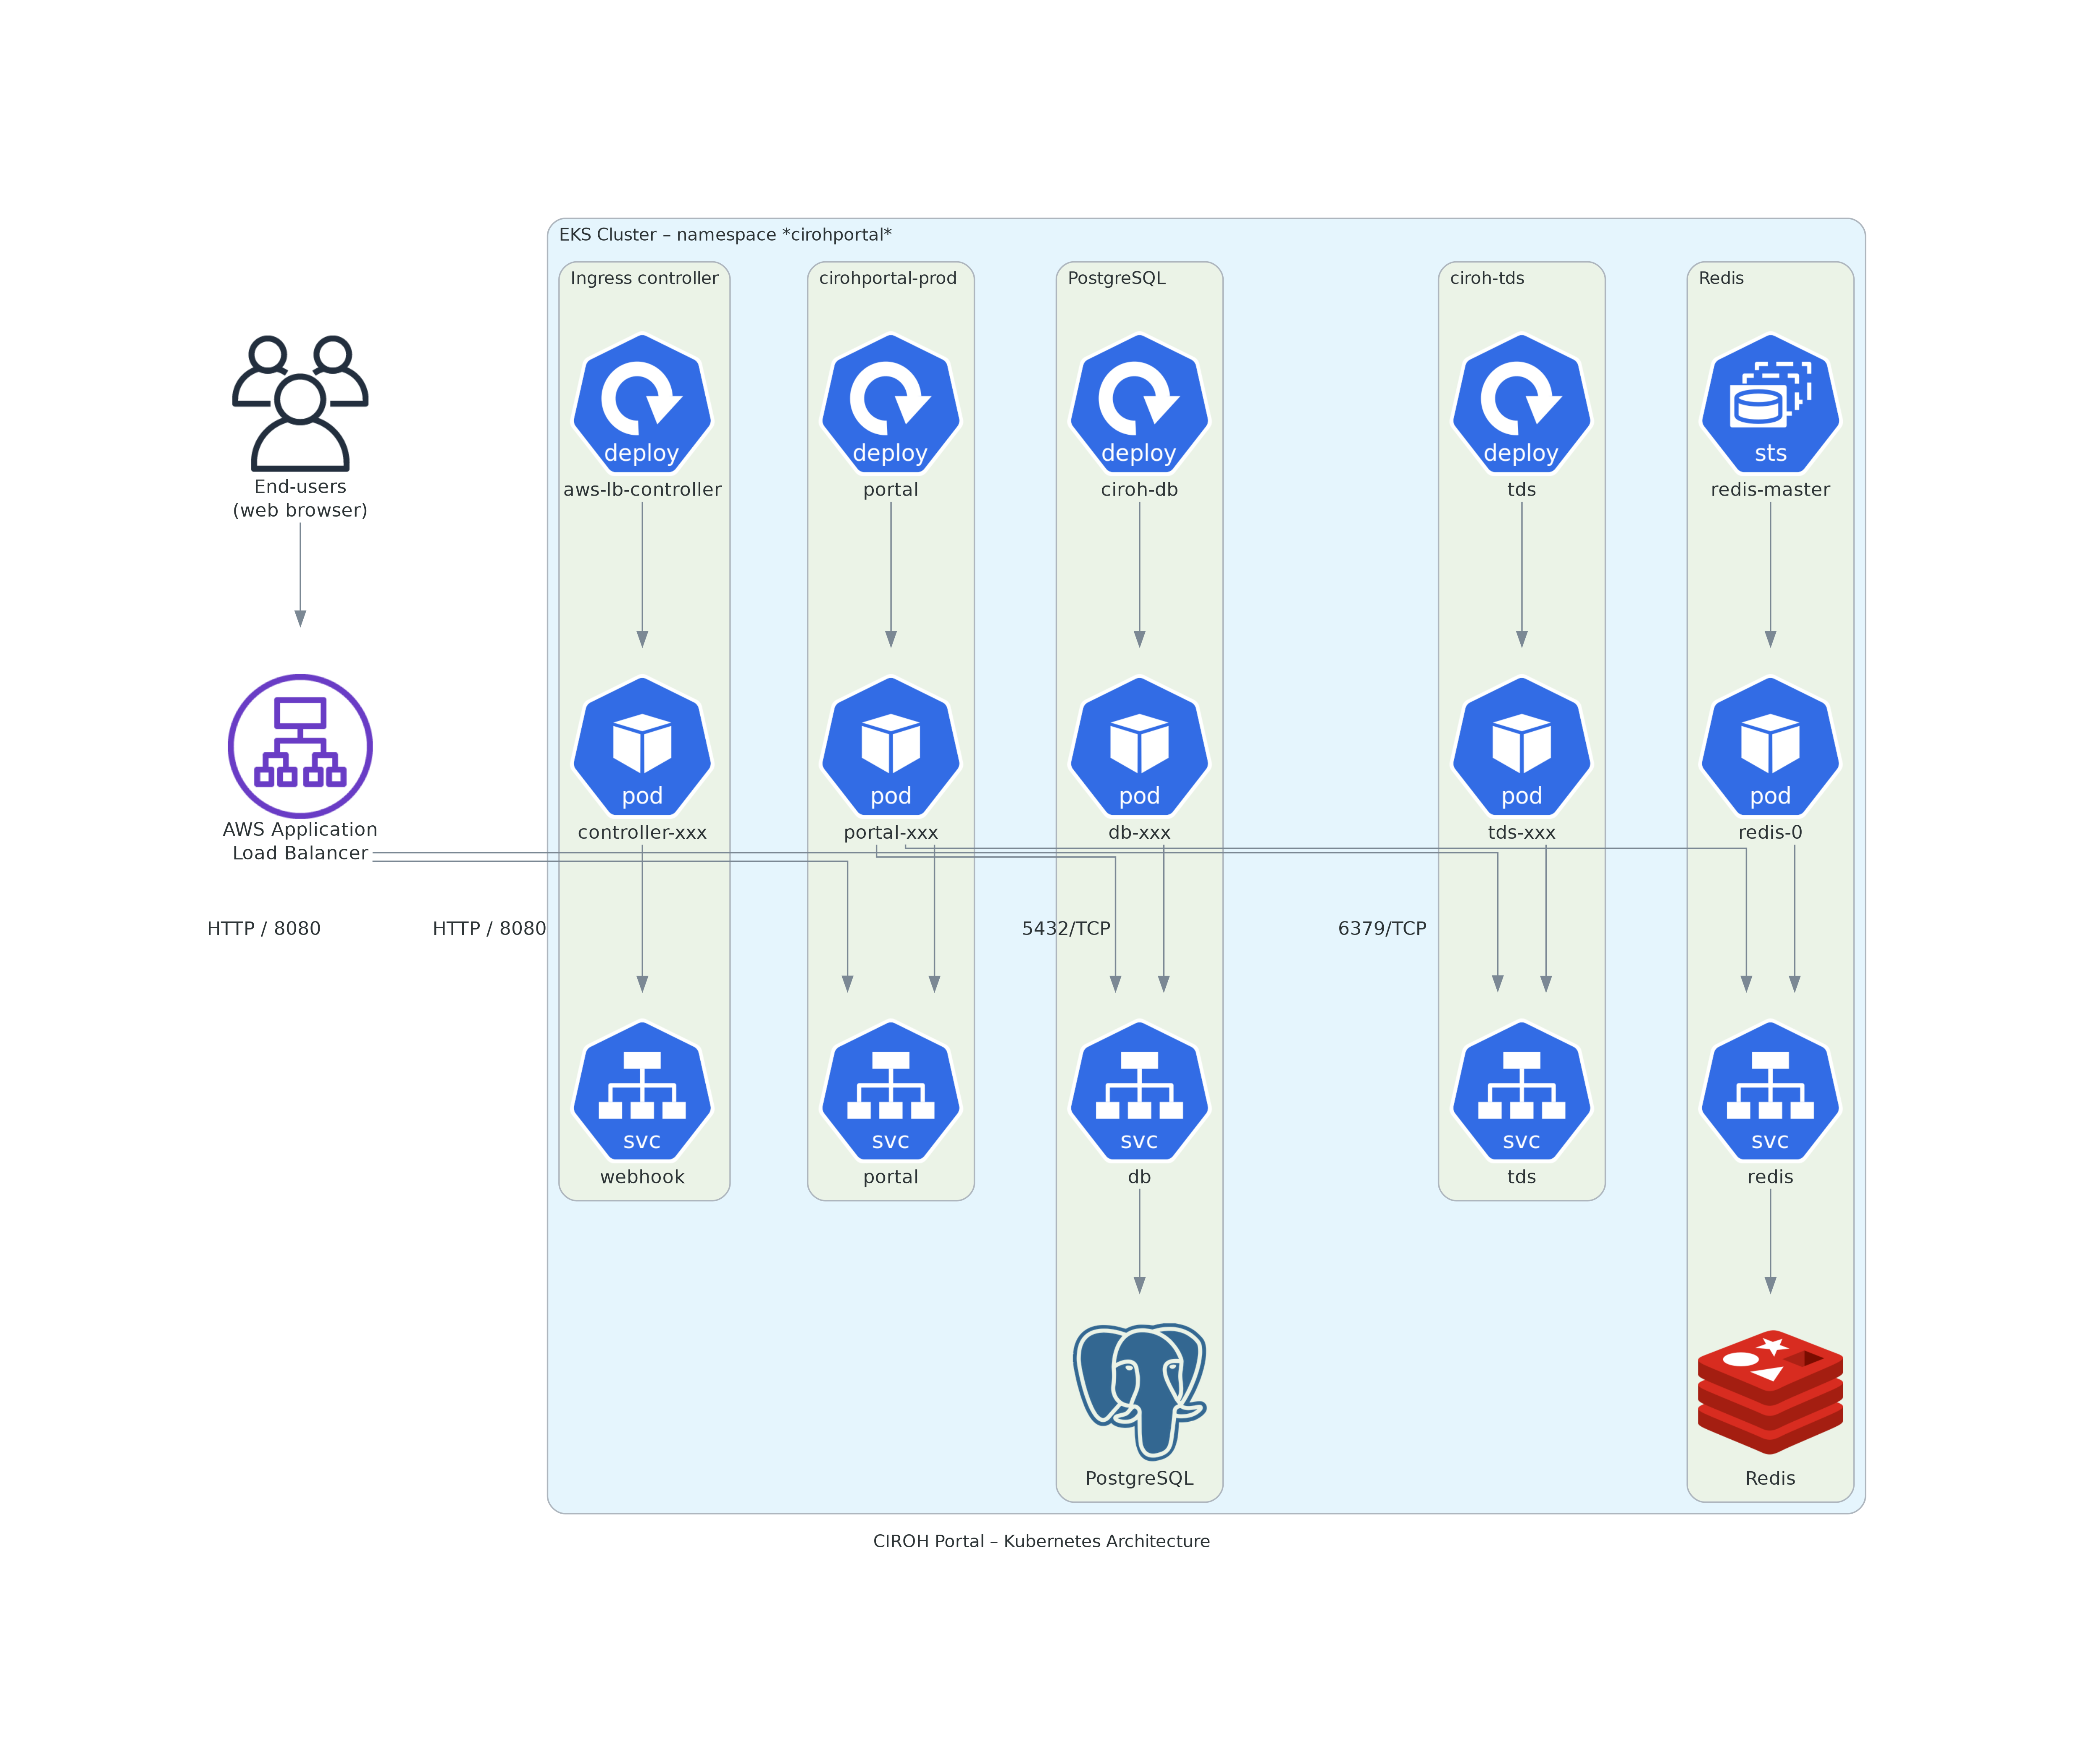 EKS Cluster – namespace *cirohportal*
Ingress controller
cirohportal-prod
PostgreSQL
ciroh-tds
Redis
deploy
deploy
deploy
deploy
sts
End-users
(web browser)
aws-lb-controller
portal
ciroh-db
tds
redis-master
pod
pod
pod
pod
pod
AWS Application
Load Balancer
controller-xxx
portal-xxx
db-xxx
tds-xxx
redis-0
HTTP / 8080
HTTP / 8080
5432/TCP
6379/TCP
svc
svc
svc
svc
svc
webhook
portal
db
tds
redis
PostgreSQL
Redis
CIROH Portal – Kubernetes Architecture